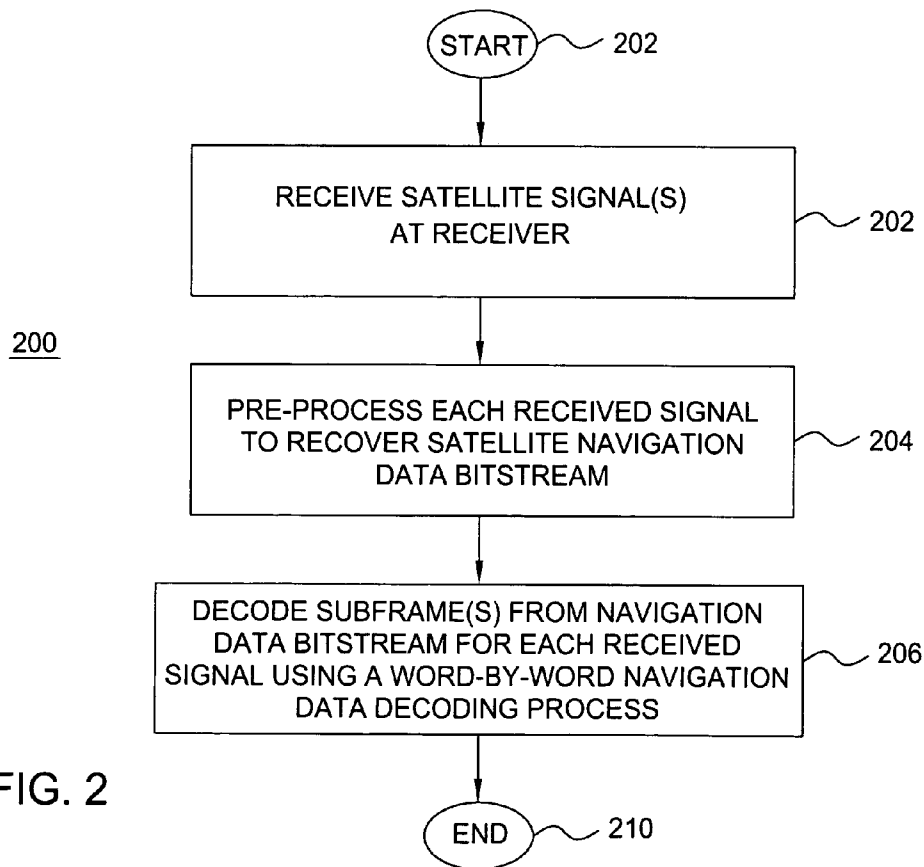 START
202
RECEIVE SATELLITE SIGNAL(S)
AT RECEIVER
202
200
PRE-PROCESS EACH RECEIVED SIGNAL
TO RECOVER SATELLITE NAVIGATION
DATA BITSTREAM
204
DECODE SUBFRAME(S) FROM NAVIGATION
DATA BITSTREAM FOR EACH RECEIVED
SIGNAL USING A WORD-BY-WORD NAVIGATION
DATA DECODING PROCESS
206
FIG. 2
END
210